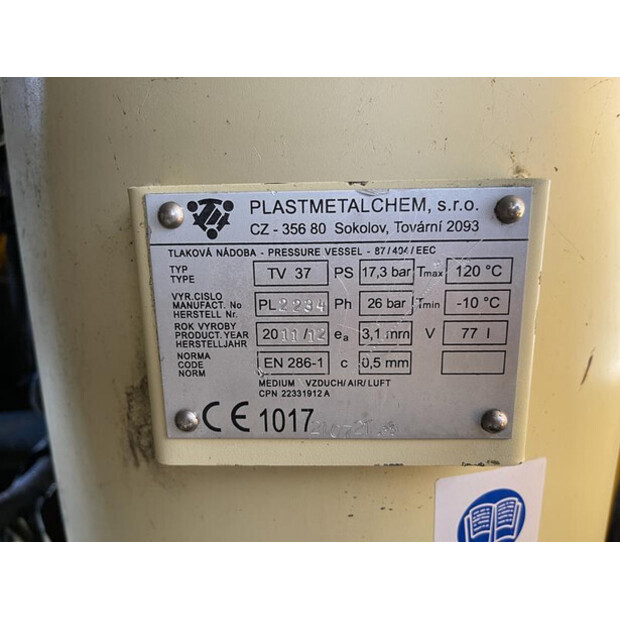 PLASTMETALCHEM, s.r.o.
CZ - 356 80 Sokolov, Tovární 2093
TLAKOVÁ NÁDOBA - PRESSURE VESSEL - 87/404/EEC
TYP TYPE TV 37 PS 17,3 bar Tmax 120 °C
VYR.CISLO MANUFACT. No HERSTELL Nr. PL2234 Ph 26 bar Tmin -10 °C
ROK VYROBY PRODUCT.YEAR HERSTELLJAHR 2011/12 ea 3,1 mm V 77 l
NORMA CODE NORM EN 286-1 c 0,5 mm
MEDIUM VZDUCH/AIR/LUFT
CPN 22331912 A
CE 1017